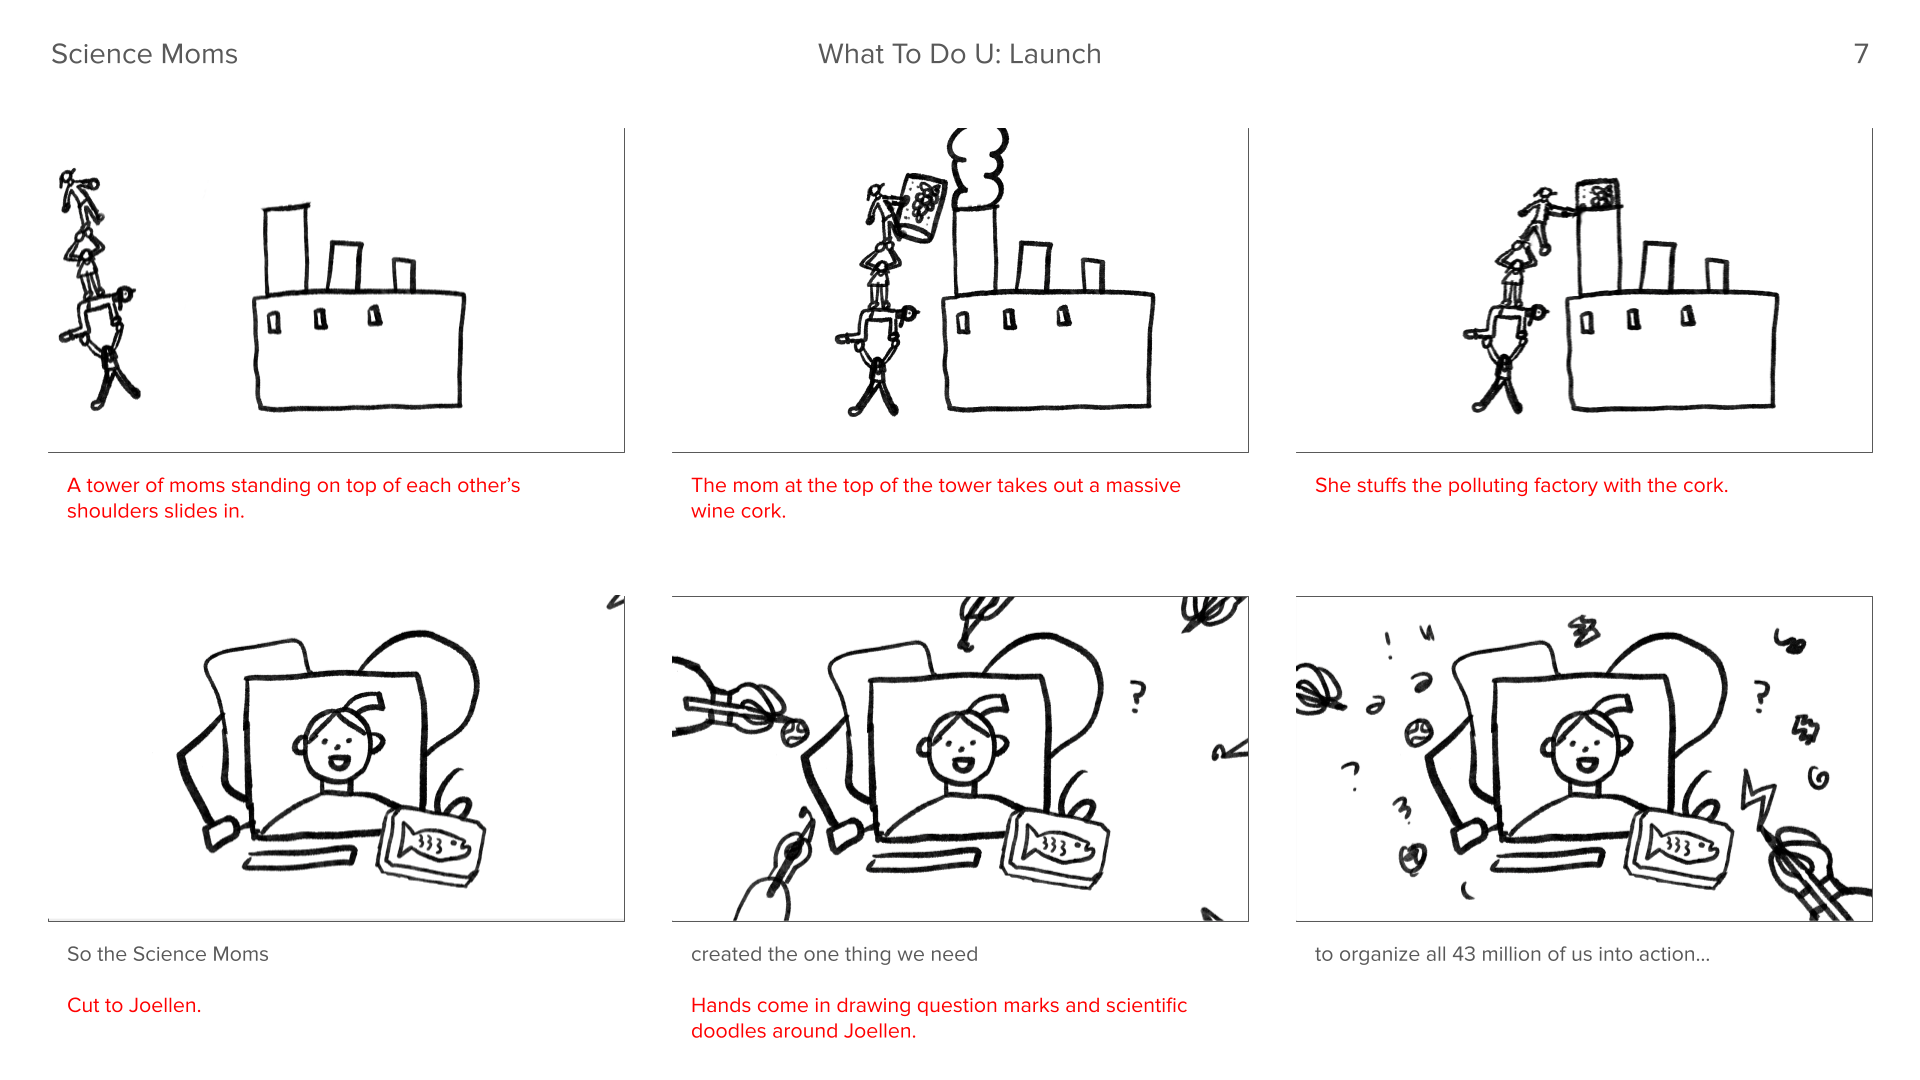 Science Moms
What To Do U: Launch
7
A tower of moms standing on top of each other’s
shoulders slides in.
The mom at the top of the tower takes out a massive
wine cork.
She stuffs the polluting factory with the cork.
?
?
?
!
So the Science Moms
Cut to Joellen.
created the one thing we need
Hands come in drawing question marks and scientific
doodles around Joellen.
to organize all 43 million of us into action...